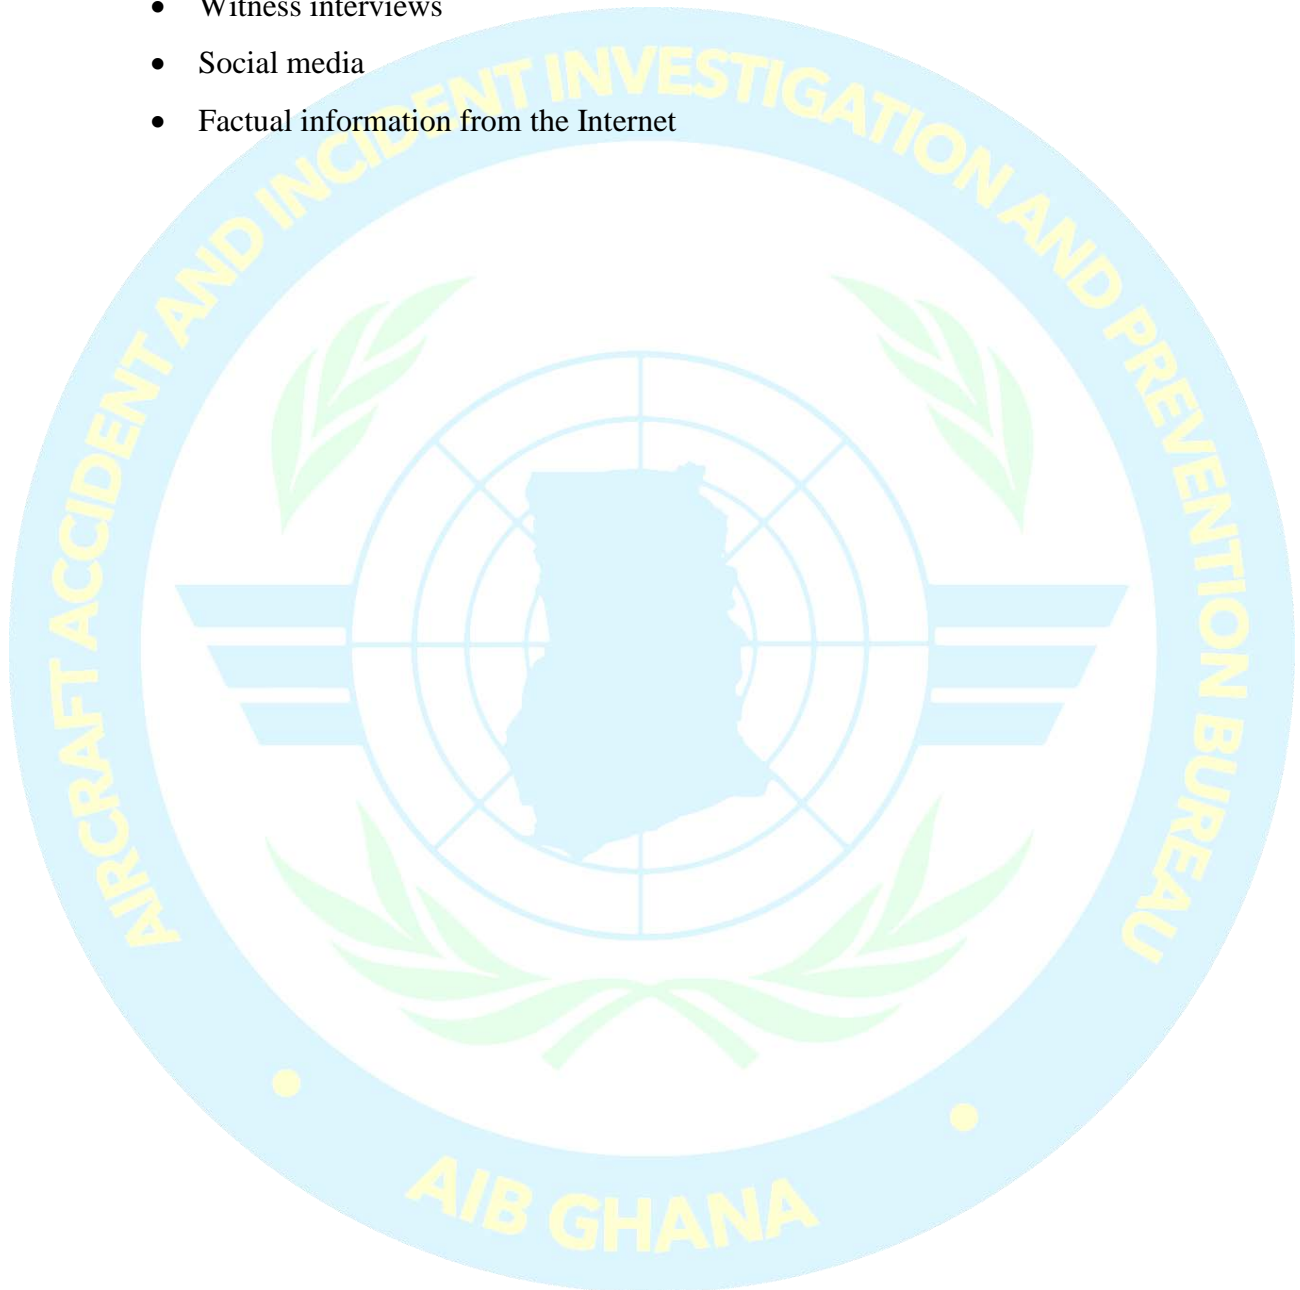 • Witness interviews
• Social media
• Factual information from the Internet
AIRCRAFT ACCIDENT AND INCIDENT INVESTIGATION AND PREVENTION BUREAU
AIB GHANA